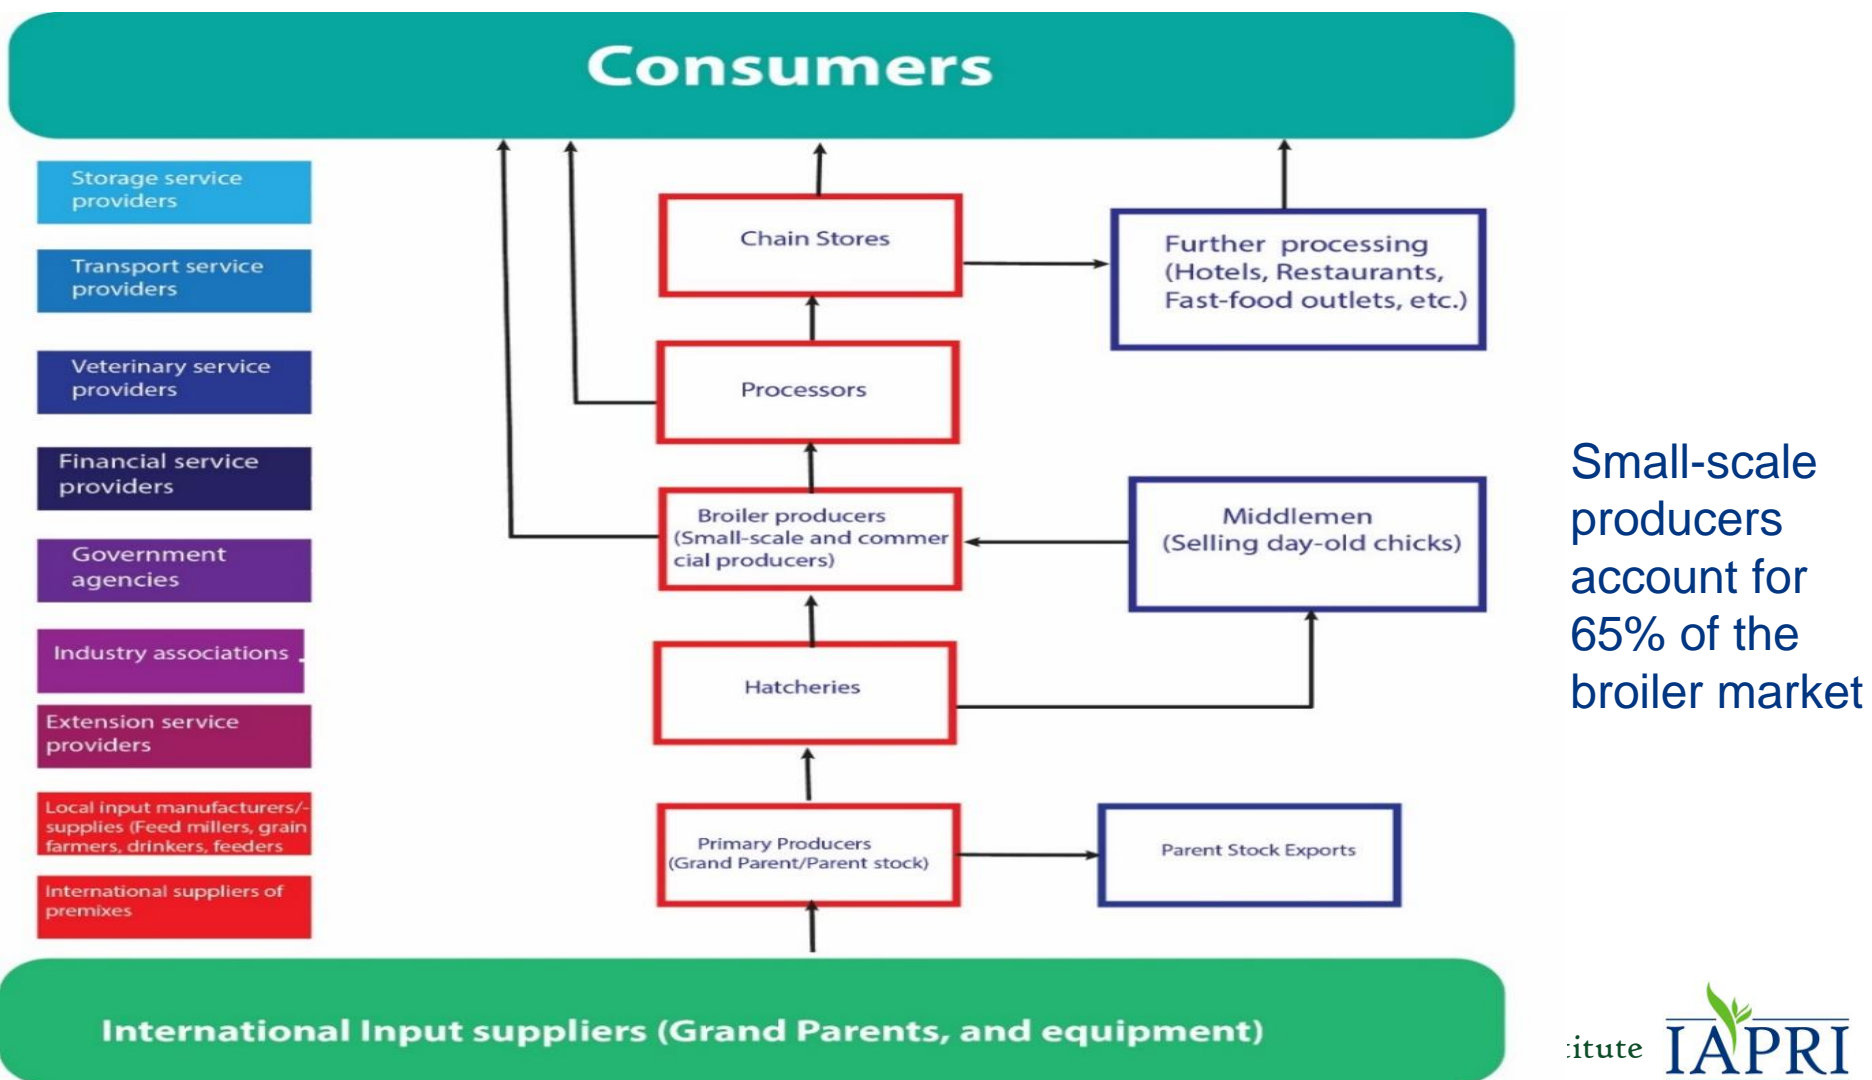 Consumers
Storage service
providers
Transport service
providers
Veterinary service
providers
Financial service
providers
Government
agencies
Industry associations .
Extension service
providers
Local input manufacturers/-
supplies (Feed millers, grain
farmers, drinkers, feeders
International suppliers of
premixes
Chain Stores
Further processing
(Hotels, Restaurants,
Fast-food outlets, etc.)
Processors
Broiler producers
(Small-scale and commer
cial producers)
Middlemen
(Selling day-old chicks)
Hatcheries
Primary Producers
(Grand Parent/Parent stock)
Parent Stock Exports
International Input suppliers (Grand Parents, and equipment)
Small-scale
producers
account for
65% of the
broiler market
titute
IAPRI